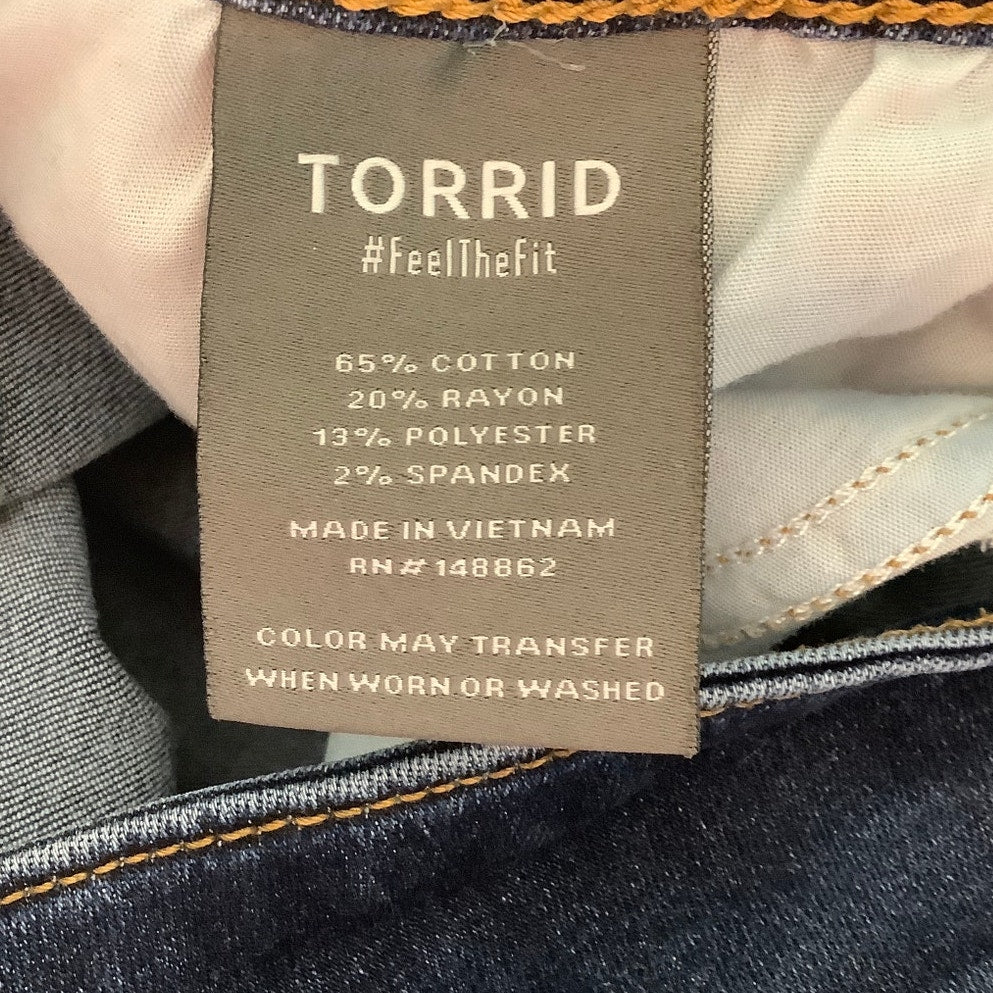 TORRID
#FeelTheFit
65% COTTON
20% RAYON
13% POLYESTER
2% SPANDEX
MADE IN VIETNAM
RN# 148862
COLOR MAY TRANSFER
WHEN WORN OR WASHED